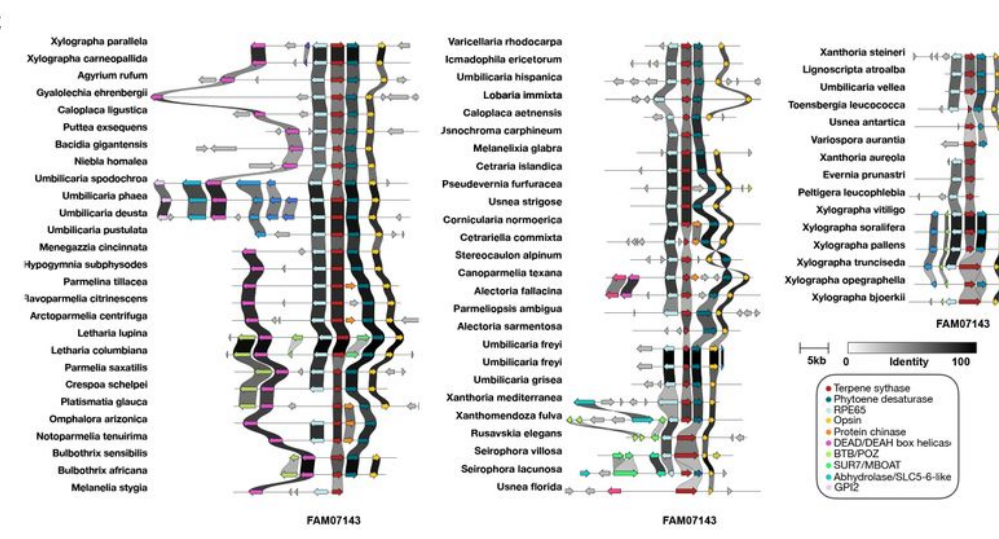 Xylographa parallela
Xylographa carneopallida
Agyrium rufum
Gyalolechia ehrenbergii
Caloplaca ligustica
Puttea exsequens
Bacidia gigantensis
Niebla homalea
Umbilicaria spodochroa
Umbilicaria phaea
Umbilicaria deusta
Umbilicaria pustulata
Menegazzia cincinnata
Hypogymnia subphysodes
Parmelina tillacea
lavoparmelia citrinescens
Arctoparmelia centrifuga
Letharia lupina
Letharia columbiana
Parmelia saxatilis
Crespoa schelpei
Platismatia glauca
Omphalora arizonica
Notoparmelia tenuirima
Bulbothrix sensibilis
Bulbothrix africana
Melanelia stygia
FAM07143
Varicellaria rhodocarpa
Icmadophila ericetorum
Umbilicaria hispanica
Lobaria immixta
Caloplaca aetnensis
Jsnochroma carphineum
Melanelixia glabra
Cetraria islandica
Pseudevernia furfuracea
Usnea strigose
Cornicularia normoerica
Cetrariella commixta
Stereocaulon alpinum
Canoparmelia texana
Alectoria fallacina
Parmeliopsis ambigua
Alectoria sarmentosa
Umbilicaria freyi
Umbilicaria freyi
Umbilicaria grisea
Xanthoria mediterranea
Xanthomendoza fulva
Rusavskia elegans
Seirophora villosa
Seirophora lacunosa
Usnea florida
FAM07143
Xanthoria steineri
Lignoscripta atroalba
Umbilicaria vellea
Toensbergia leucococca
Usnea antartica
Variospora aurantia
Xanthoria aureola
Evernia prunastri
Peltigera leucophlebia
Xylographa vitiligo
Xylographa soralifera
Xylographa pallens
Xylographa trunciseda
Xylographa opegraphella
Xylographa bjoerkii
FAM07143
5kb 0 Identity 100
Terpene sythase
Phytoene desaturase
RPE65
Opsin
Protein chinase
DEAD/DEAH box helicas
BTB/POZ
SUR7/MBOAT
Abhydrolase/SLC5-6-like
GPI2